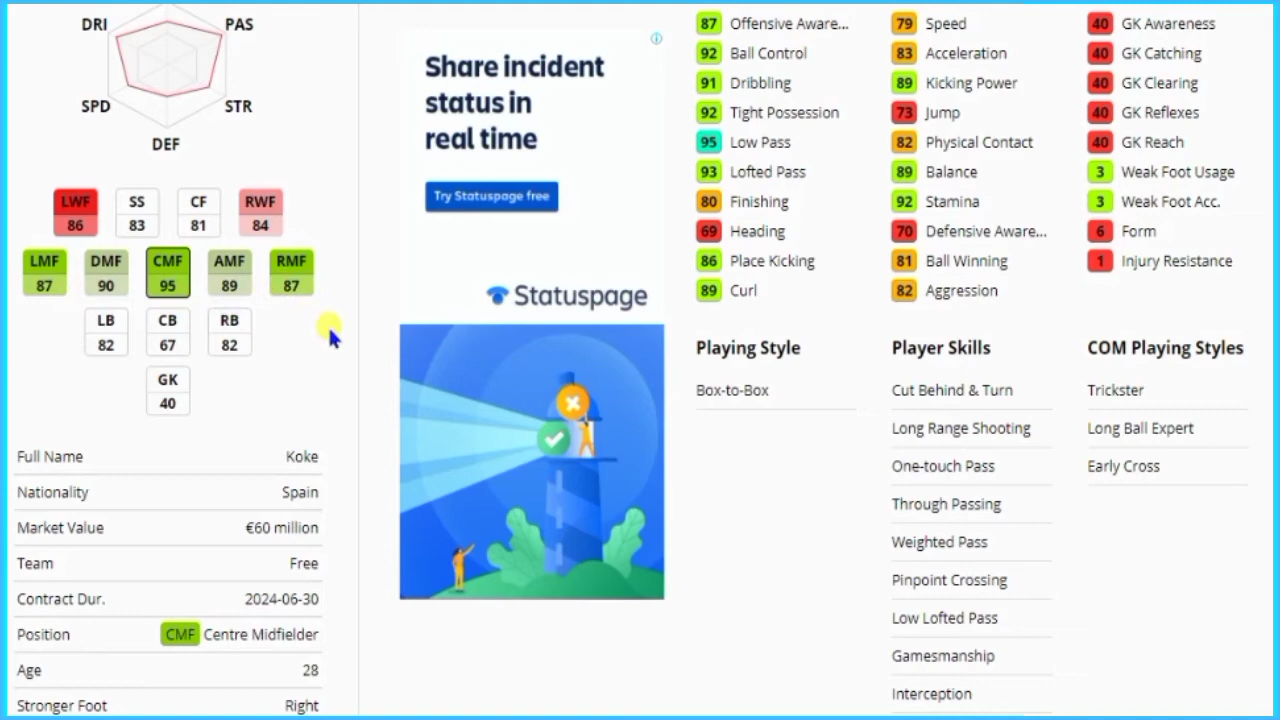 DRI
PAS
SPD
STR
DEF
LWF
86
SS
83
CF
81
RWF
84
LMF
87
DMF
90
CMF
95
AMF
89
RMF
87
LB
82
CB
67
RB
82
GK
40
Full Name Koke
Nationality Spain
Market Value €60 million
Team Free
Contract Dur. 2024-06-30
Position CMF Centre Midfielder
Age 28
Stronger Foot Right
Share incident
status in
real time
Try Statuspage free
Statuspage
87 Offensive Aware...
92 Ball Control
91 Dribbling
92 Tight Possession
95 Low Pass
93 Lofted Pass
80 Finishing
69 Heading
86 Place Kicking
89 Curl
79 Speed
83 Acceleration
89 Kicking Power
73 Jump
82 Physical Contact
89 Balance
92 Stamina
70 Defensive Aware...
81 Ball Winning
82 Aggression
40 GK Awareness
40 GK Catching
40 GK Clearing
40 GK Reflexes
40 GK Reach
3 Weak Foot Usage
3 Weak Foot Acc.
6 Form
1 Injury Resistance
Playing Style
Box-to-Box
Player Skills
Cut Behind & Turn
Long Range Shooting
One-touch Pass
Through Passing
Weighted Pass
Pinpoint Crossing
Low Lofted Pass
Gamesmanship
Interception
COM Playing Styles
Trickster
Long Ball Expert
Early Cross